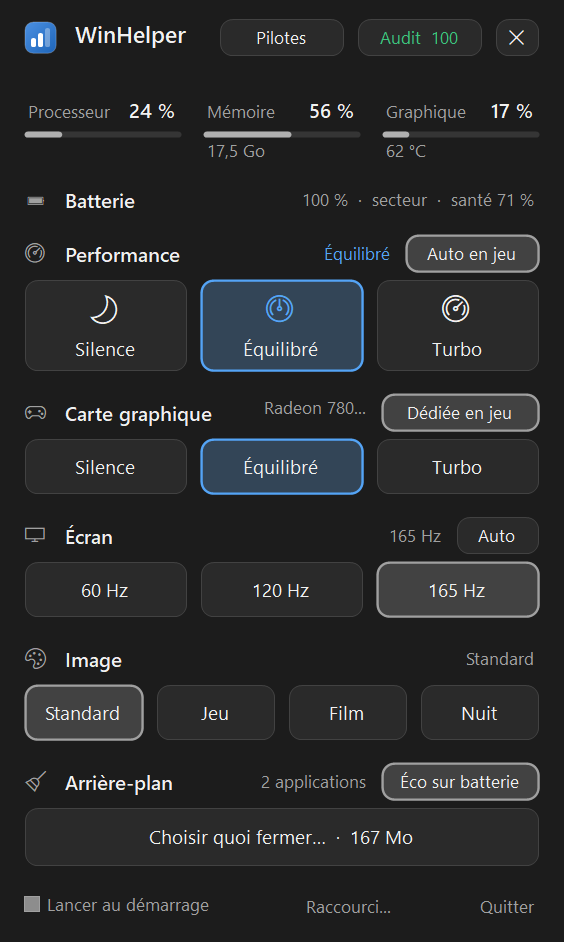 WinHelper Pilotes Audit 100
Processeur 24 % Mémoire 56 % Graphique 17 %
17,5 Go 62 °C
Batterie 100 % · secteur · santé 71 %
Performance Équilibré Auto en jeu
Silence Équilibré Turbo
Carte graphique Radeon 780... Dédiée en jeu
Silence Équilibré Turbo
Écran 165 Hz Auto
60 Hz 120 Hz 165 Hz
Image Standard
Standard Jeu Film Nuit
Arrière-plan 2 applications Éco sur batterie
Choisir quoi fermer... · 167 Mo
Lancer au démarrage Raccourci... Quitter